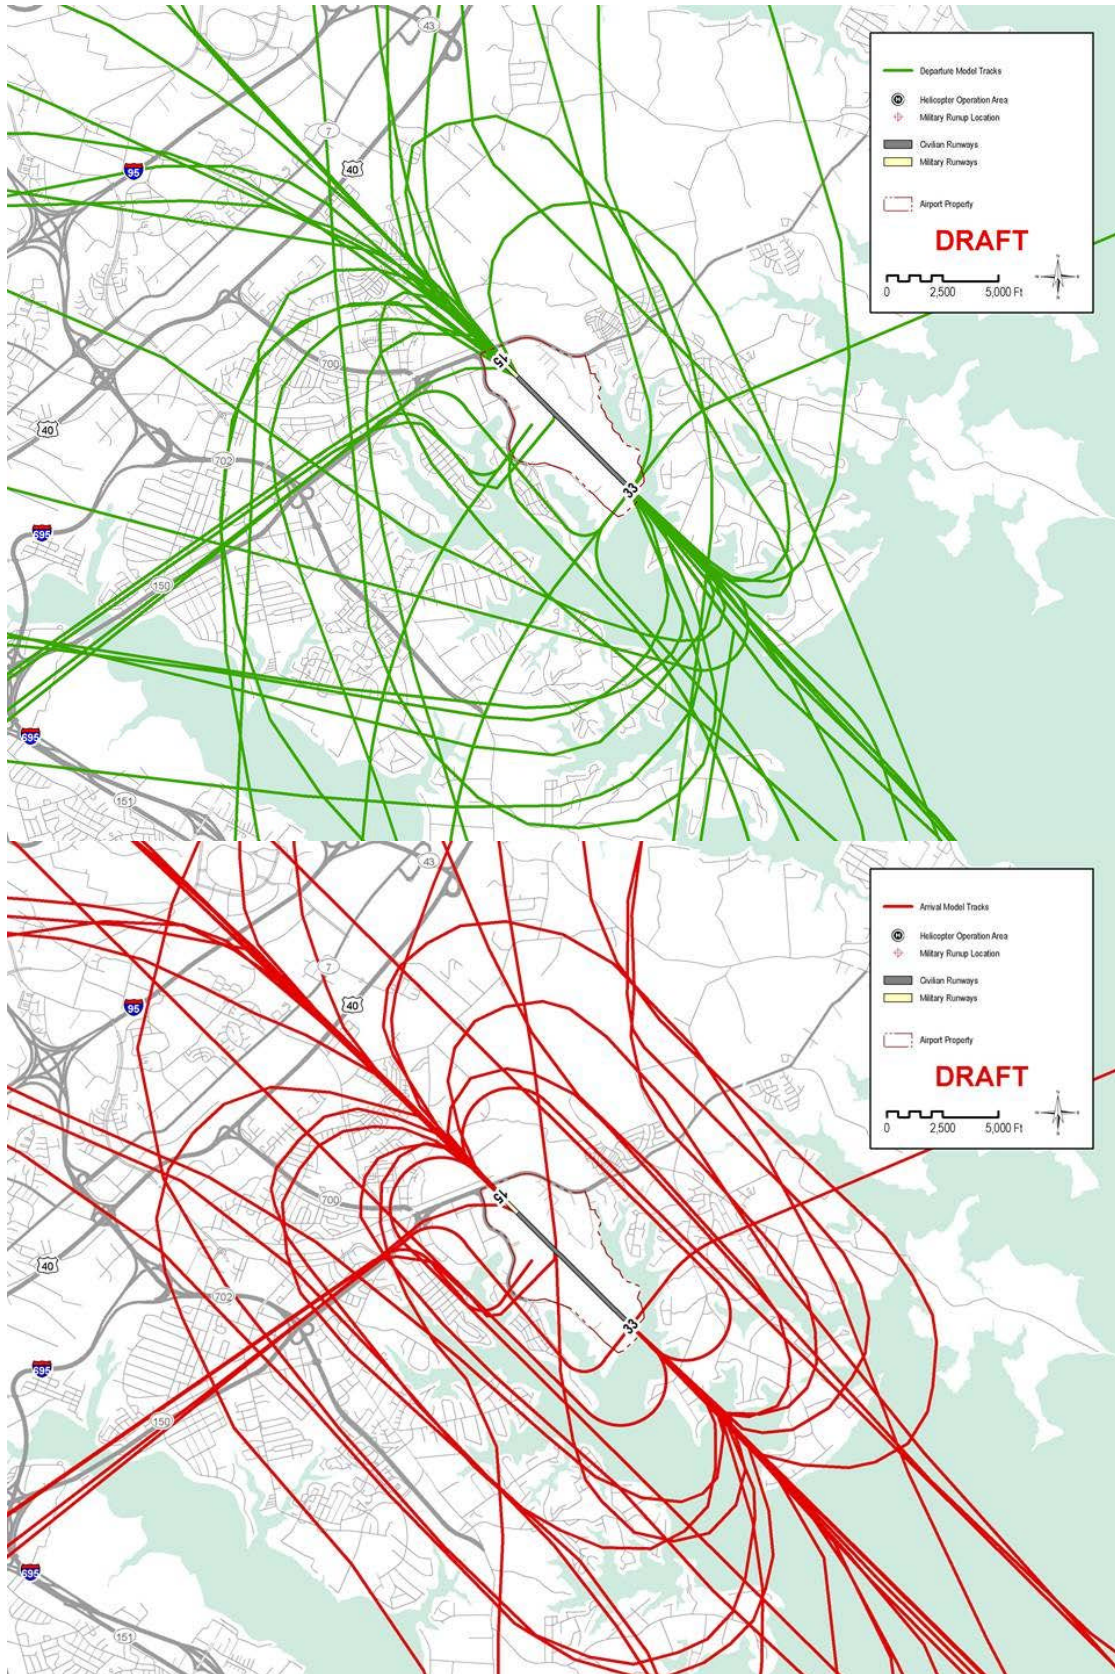 43
7
95
40
Departure Model Tracks
Helicopter Operation Area
Military Runup Location
Civilian Runways
Military Runways
Airport Property
DRAFT
0 2,500 5,000 Ft
15
700
40
702
33
695
150
695
151
43
7
95
40
Arrival Model Tracks
Helicopter Operation Area
Military Runup Location
Civilian Runways
Military Runways
Airport Property
DRAFT
0 2,500 5,000 Ft
15
700
40
702
33
695
150
695
151